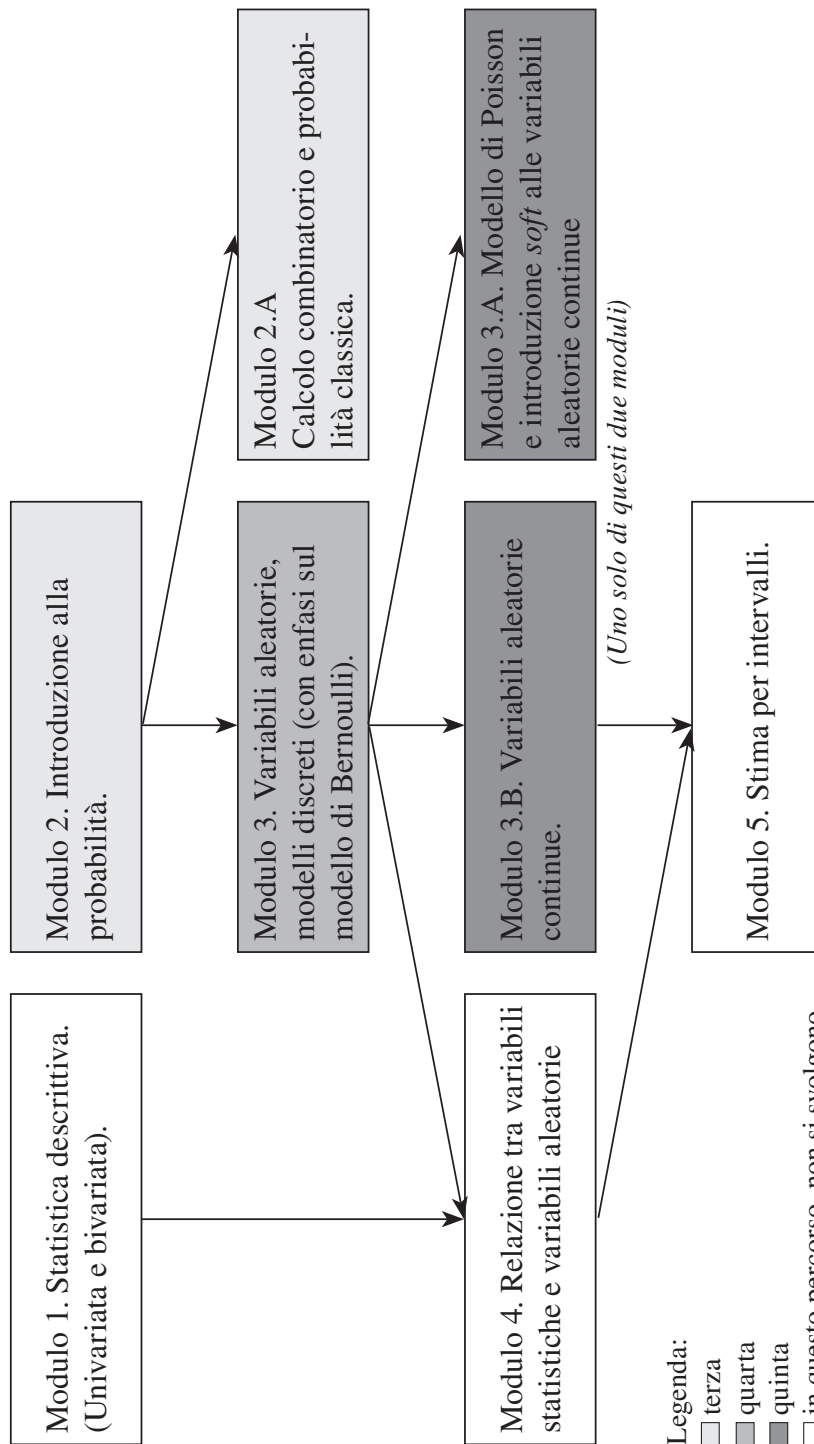 Modulo 1. Statistica descrittiva.
(Univariata e bivariata).
Modulo 2. Introduzione alla
probabilità.
Modulo 3. Variabili aleatorie,
modelli discreti (con enfasi sul
modello di Bernoulli).
Modulo 2.A
Calcolo combinatorio e probabi-
lità classica.
Modulo 4. Relazione tra variabili
statistiche e variabili aleatorie
Modulo 3.B. Variabili aleatorie
continue.
Modulo 3.A. Modello di Poisson
e introduzione soft alle variabili
aleatorie continue
(Uno solo di questi due moduli)
Modulo 5. Stima per intervalli.
Legenda:
terza
quarta
quinta
in questo percorso, non si svolgono